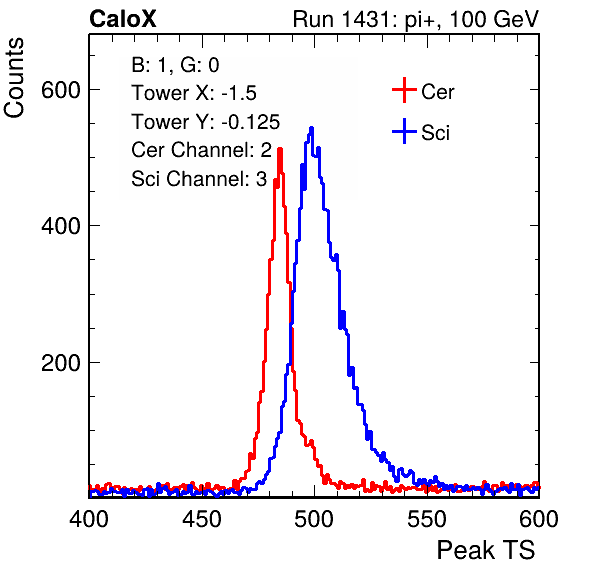 CaloX Run 1431: pi+, 100 GeV
Counts
B: 1, G: 0
Tower X: -1.5
Tower Y: -0.125
Cer Channel: 2
Sci Channel: 3
Cer
Sci
600
400
200
400 450 500 550 600
Peak TS